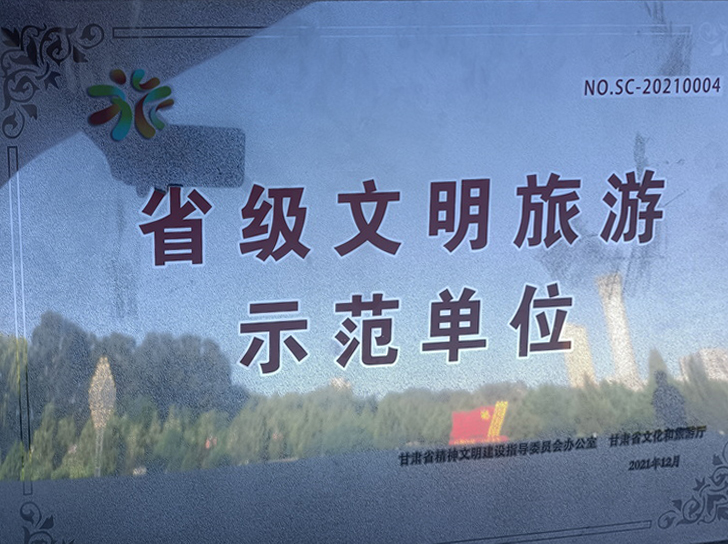 NO.SC-20210004
省级文明旅游
示范单位
甘肃省精神文明建设指导委员会办公室 甘肃省文化和旅游厅
2021年12月